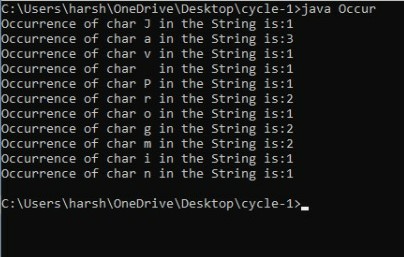 C:\Users\harsh\OneDrive\Desktop\cycle-1>java Occur
Occurrence of char J in the String is:1
Occurrence of char a in the String is:3
Occurrence of char v in the String is:1
Occurrence of char   in the String is:1
Occurrence of char P in the String is:1
Occurrence of char r in the String is:2
Occurrence of char o in the String is:1
Occurrence of char g in the String is:2
Occurrence of char m in the String is:2
Occurrence of char i in the String is:1
Occurrence of char n in the String is:1
C:\Users\harsh\OneDrive\Desktop\cycle-1>